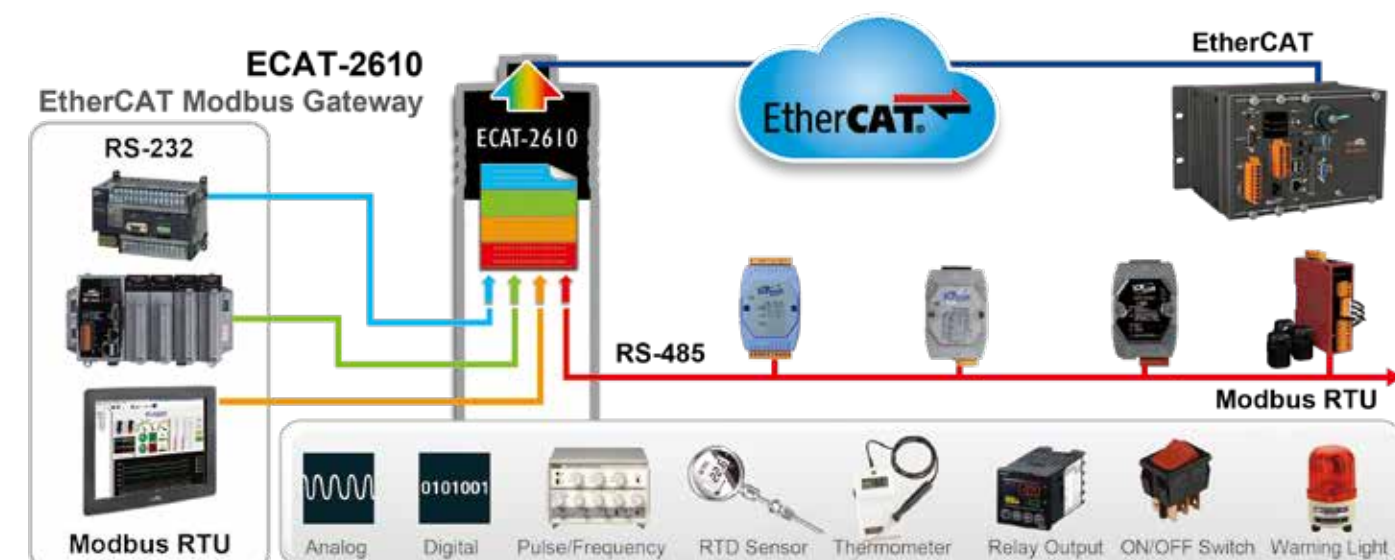 ECAT-2610
EtherCAT Modbus Gateway
RS-232
Modbus RTU
ECAT-2610
EtherCAT
EtherCAT
RS-485
Modbus RTU
0101001
Analog
Digital
Pulse/Frequency
RTD Sensor
Thermometer
Relay Output
ON/OFF Switch
Warning Light